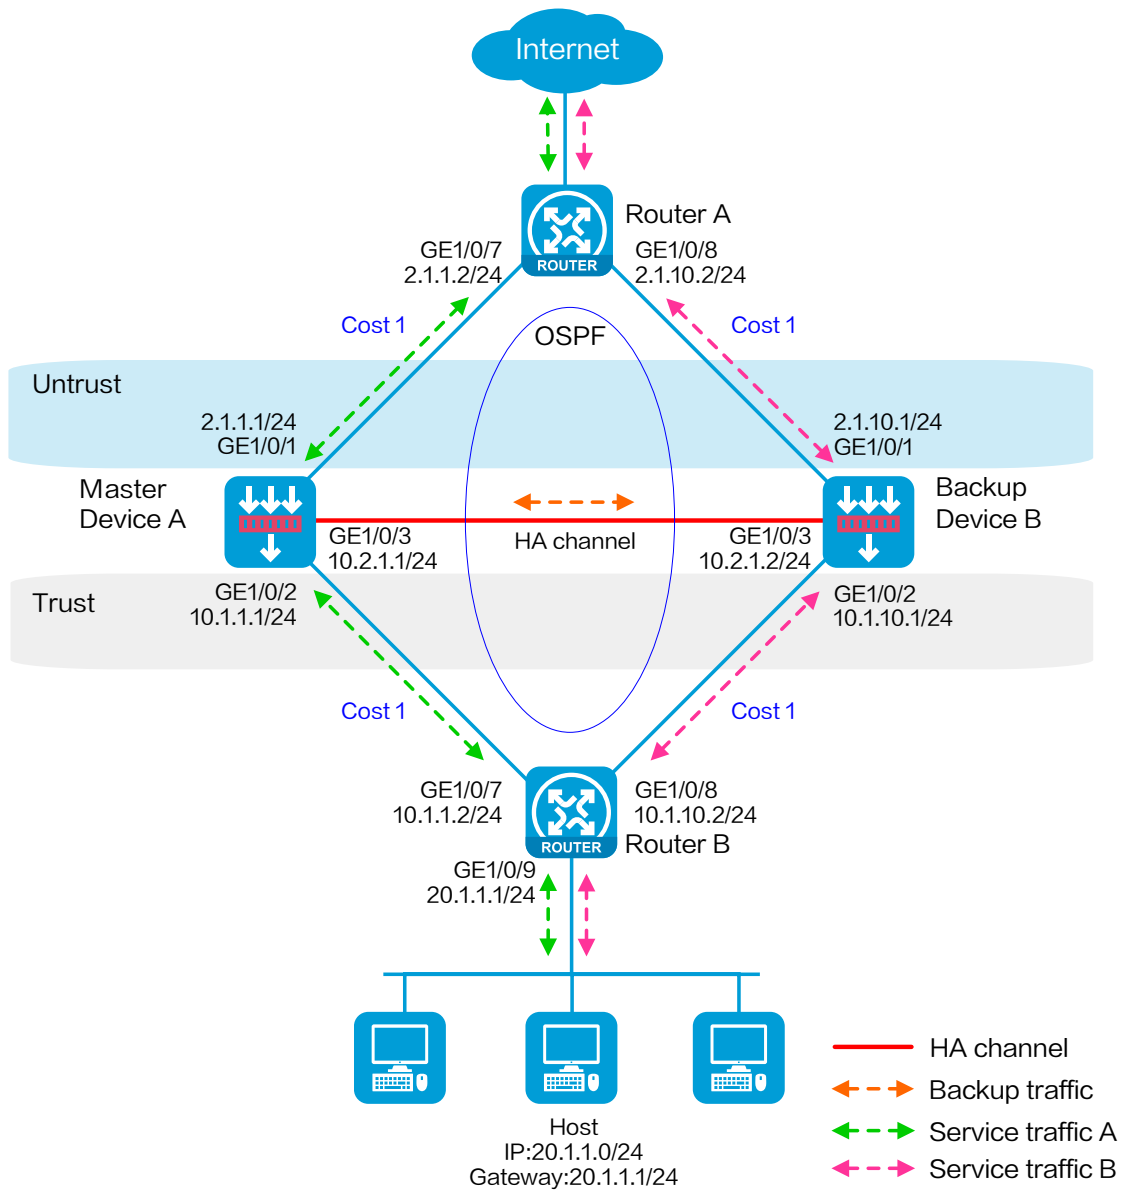 Internet
Router A
ROUTER
GE1/0/7
2.1.1.2/24
GE1/0/8
2.1.10.2/24
Cost 1
OSPF
Cost 1
Untrust
2.1.1.1/24
GE1/0/1
2.1.10.1/24
GE1/0/1
Master
Device A
Backup
Device B
HA channel
GE1/0/3
10.2.1.1/24
GE1/0/3
10.2.1.2/24
Trust
GE1/0/2
10.1.1.1/24
GE1/0/2
10.1.10.1/24
Cost 1
Cost 1
GE1/0/7
10.1.1.2/24
GE1/0/8
10.1.10.2/24
ROUTER
Router B
GE1/0/9
20.1.1.1/24
Host
IP:20.1.1.0/24
Gateway:20.1.1.1/24
HA channel
Backup traffic
Service traffic A
Service traffic B